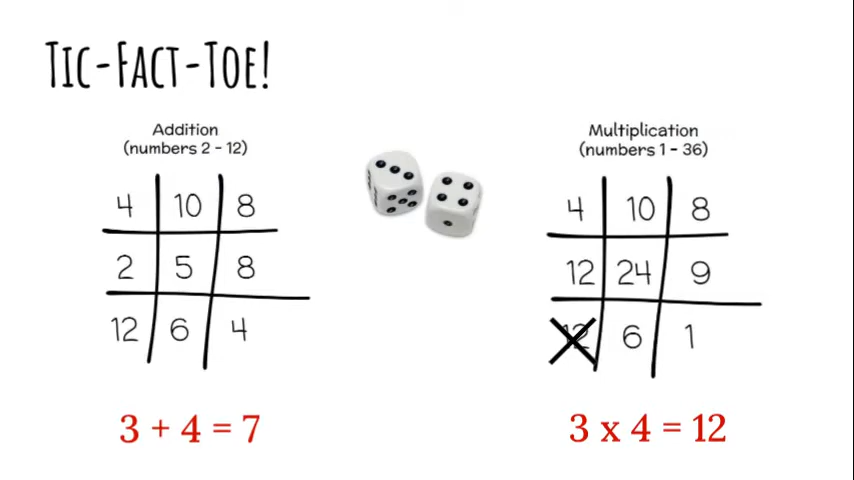 Tic-Fact-Toe!
Addition
(numbers 2 - 12)
4 10 8
2 5 8
12 6 4
3 + 4 = 7
Multiplication
(numbers 1 - 36)
4 10 8
12 24 9
12 6 1
3 x 4 = 12